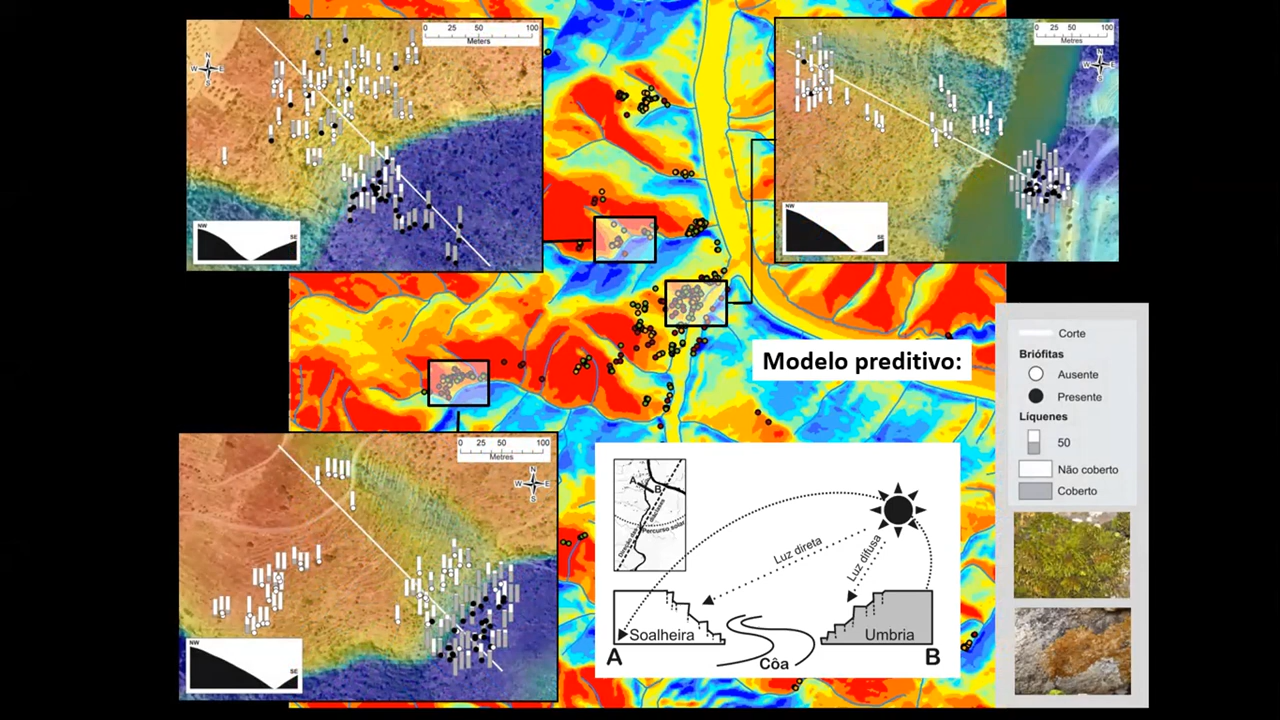 0 25 50 100
Meters
N
W E
S
NW
SE
0 25 50 100
Metres
N
W E
S
NW
SE
Modelo preditivo:
Corte
Briófitas
Ausente
Presente
Líquenes
50
Não coberto
Coberto
0 25 50 100
Metres
N
W E
S
NW
SE
A
B
Percurso solar
Luz direta
Luz difusa
Soalheira
Umbria
A
Côa
B